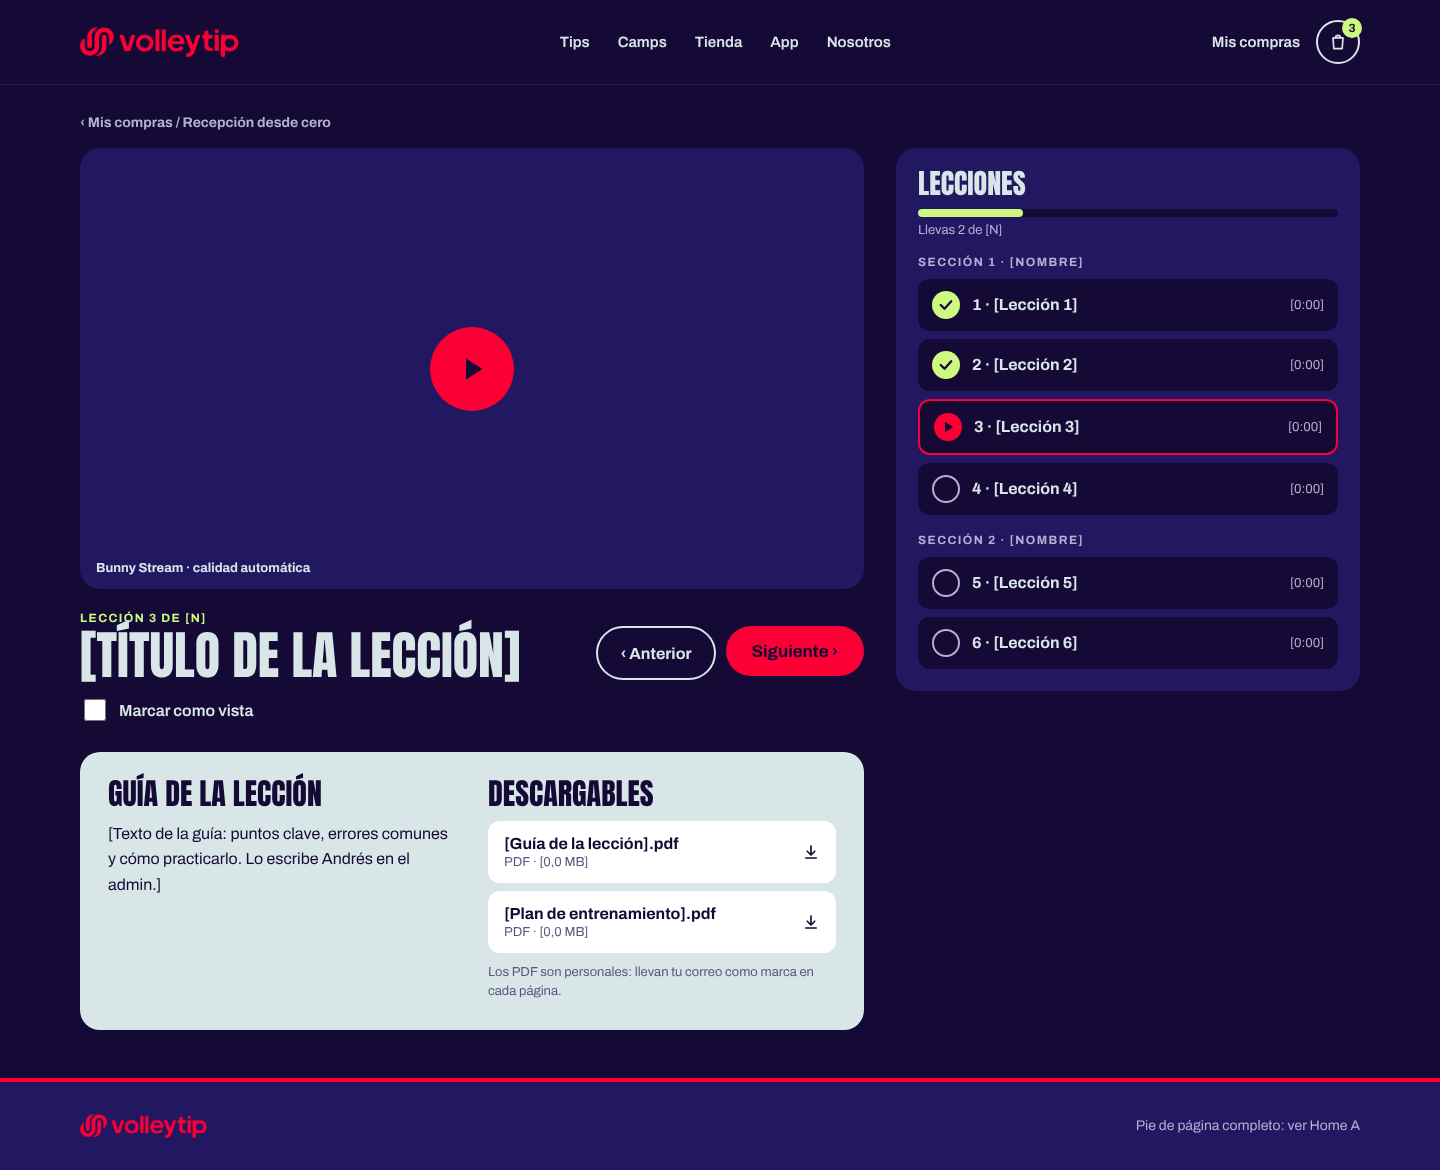 volleytip
Tips
Camps
Tienda
App
Nosotros
Mis compras
3
‹ Mis compras / Recepción desde cero
Bunny Stream · calidad automática
LECCIÓN 3 DE [N]
[TÍTULO DE LA LECCIÓN]
‹ Anterior
Siguiente ›
Marcar como vista
GUÍA DE LA LECCIÓN
[Texto de la guía: puntos clave, errores comunes
y cómo practicarlo. Lo escribe Andrés en el
admin.]
DESCARGABLES
[Guía de la lección].pdf
PDF · [0,0 MB]
[Plan de entrenamiento].pdf
PDF · [0,0 MB]
Los PDF son personales: llevan tu correo como marca en
cada página.
LECCIONES
Llevas 2 de [N]
SECCIÓN 1 · [NOMBRE]
1 · [Lección 1] [0:00]
2 · [Lección 2] [0:00]
3 · [Lección 3] [0:00]
4 · [Lección 4] [0:00]
SECCIÓN 2 · [NOMBRE]
5 · [Lección 5] [0:00]
6 · [Lección 6] [0:00]
volleytip
Pie de página completo: ver Home A